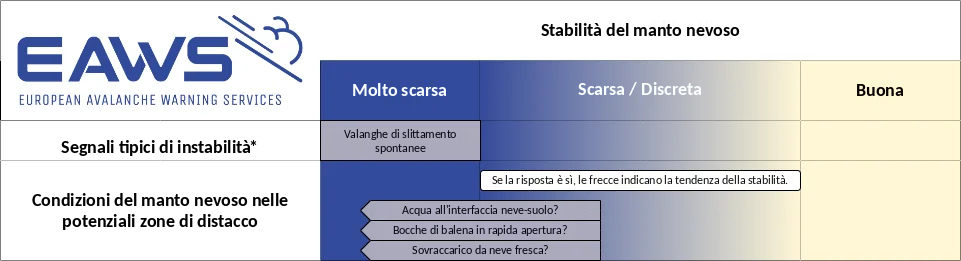 EAWS
EUROPEAN AVALANCHE WARNING SERVICES
Stabilità del manto nevoso
Molto scarsa
Scarsa / Discreta
Buona
Segnali tipici di instabilità*
Valanghe di slittamento
spontanee
Condizioni del manto nevoso nelle
potenziali zone di distacco
Se la risposta è sì, le frecce indicano la tendenza della stabilità.
Acqua all'interfaccia neve-suolo?
Bocche di balena in rapida apertura?
Sovraccarico da neve fresca?